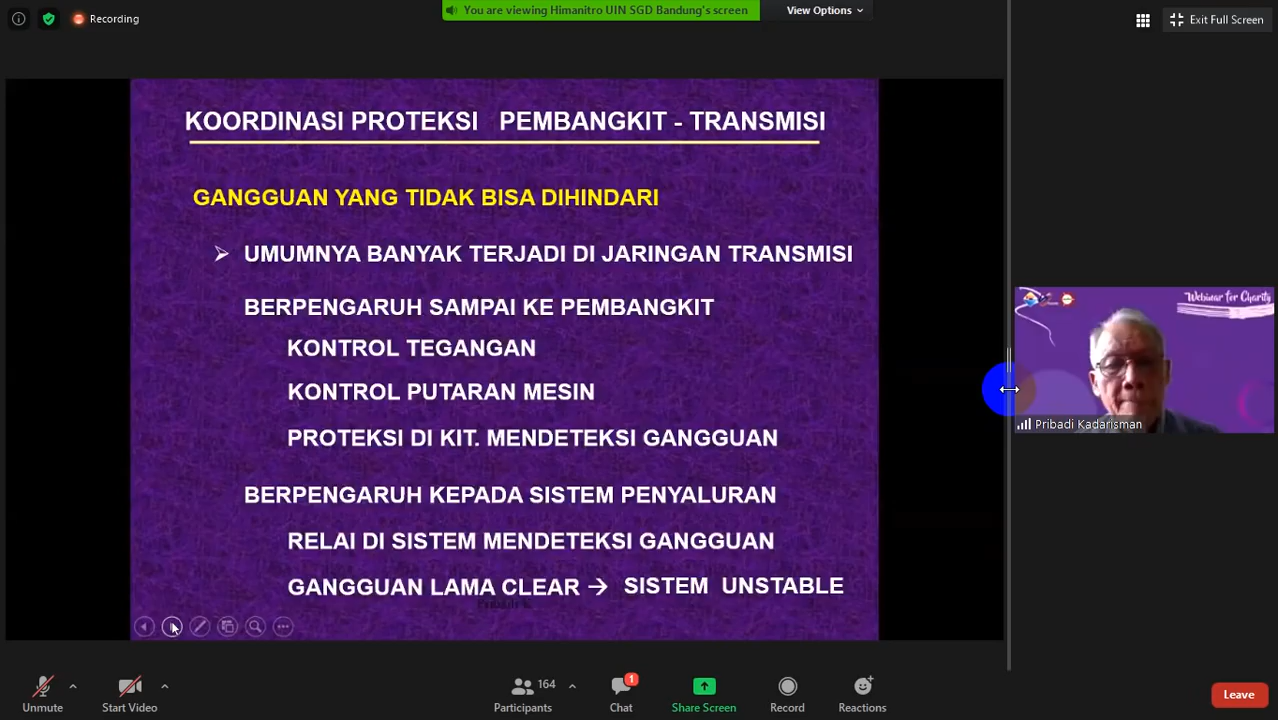 Recording
You are viewing Himanitro UIN SGD Bandung's screen
View Options
Exit Full Screen
KOORDINASI PROTEKSI PEMBANGKIT - TRANSMISI
GANGGUAN YANG TIDAK BISA DIHINDARI
➢ UMUMNYA BANYAK TERJADI DI JARINGAN TRANSMISI
BERPENGARUH SAMPAI KE PEMBANGKIT
KONTROL TEGANGAN
KONTROL PUTARAN MESIN
PROTEKSI DI KIT. MENDETEKSI GANGGUAN
BERPENGARUH KEPADA SISTEM PENYALURAN
RELAI DI SISTEM MENDETEKSI GANGGUAN
GANGGUAN LAMA CLEAR → SISTEM UNSTABLE
Pribadi K.
Webinar for Charity
Pribadi Kadarisman
Unmute
Start Video
164
Participants
1
Chat
Share Screen
Record
Reactions
Leave